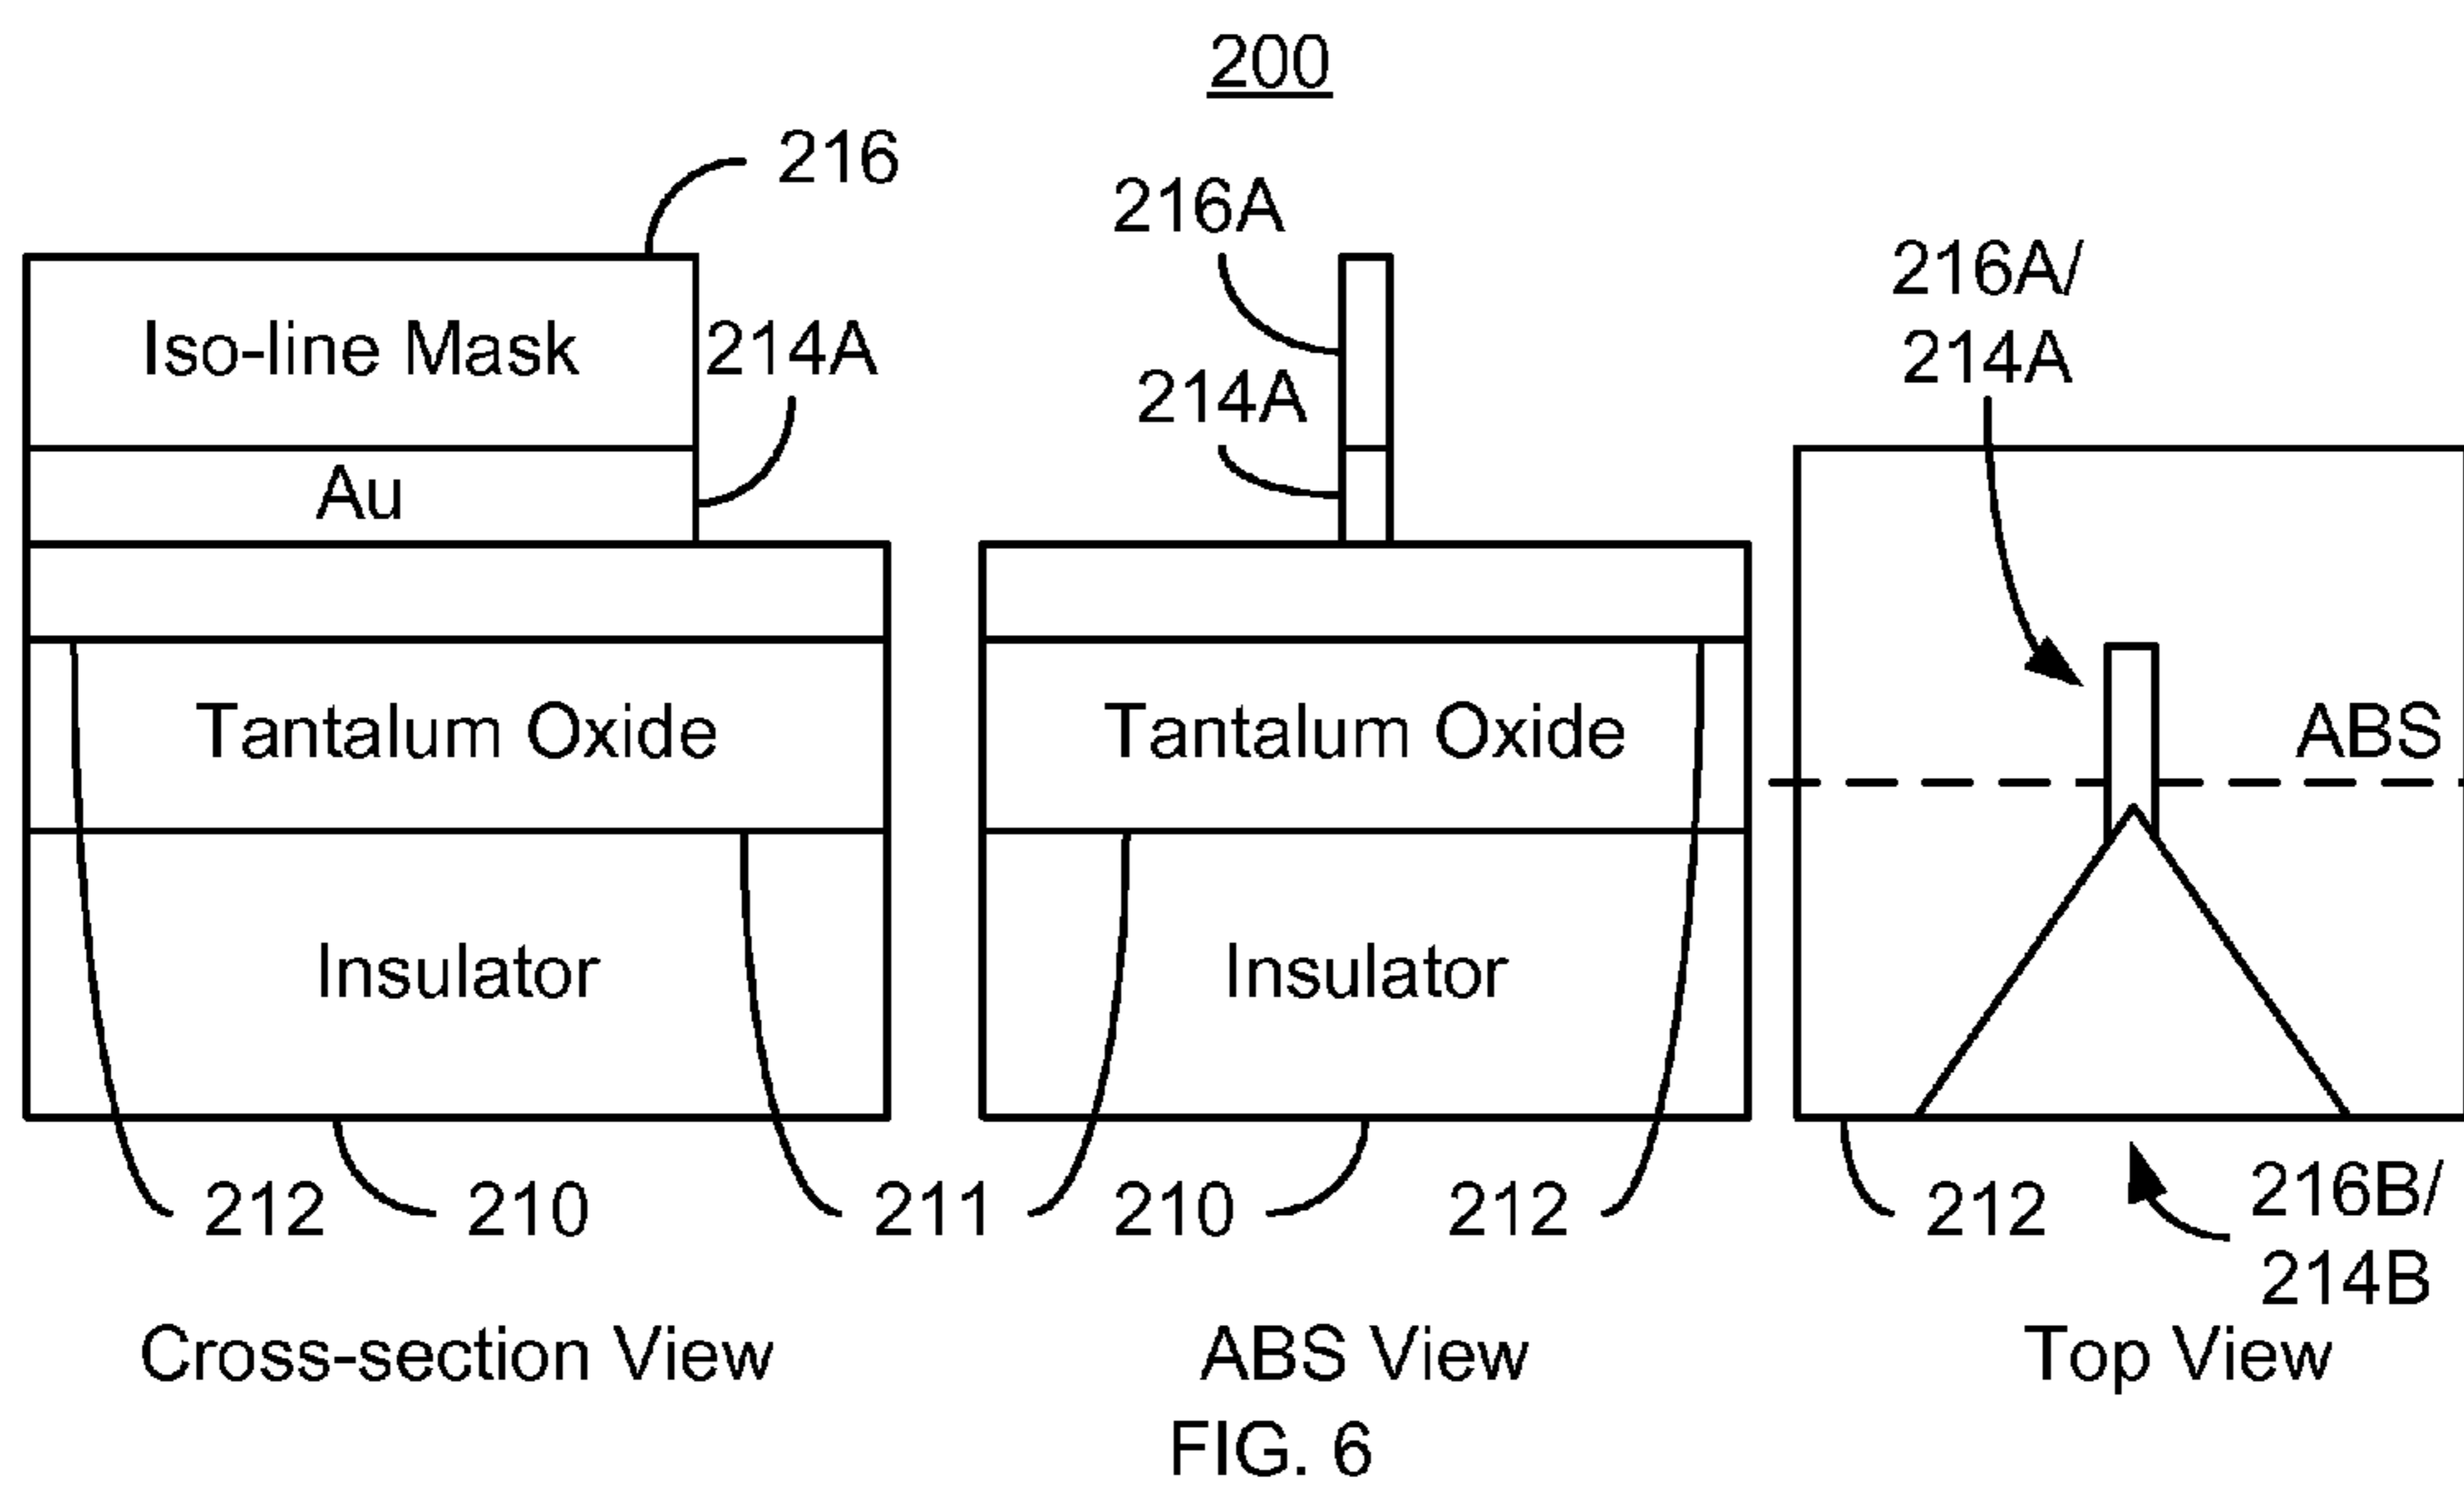 200
216
216A
216A/
214A
Iso-line Mask
214A
214A
Au
Tantalum Oxide
Tantalum Oxide
ABS
Insulator
Insulator
212
210
211
210
212
212
216B/
214B
Cross-section View
ABS View
Top View
FIG. 6